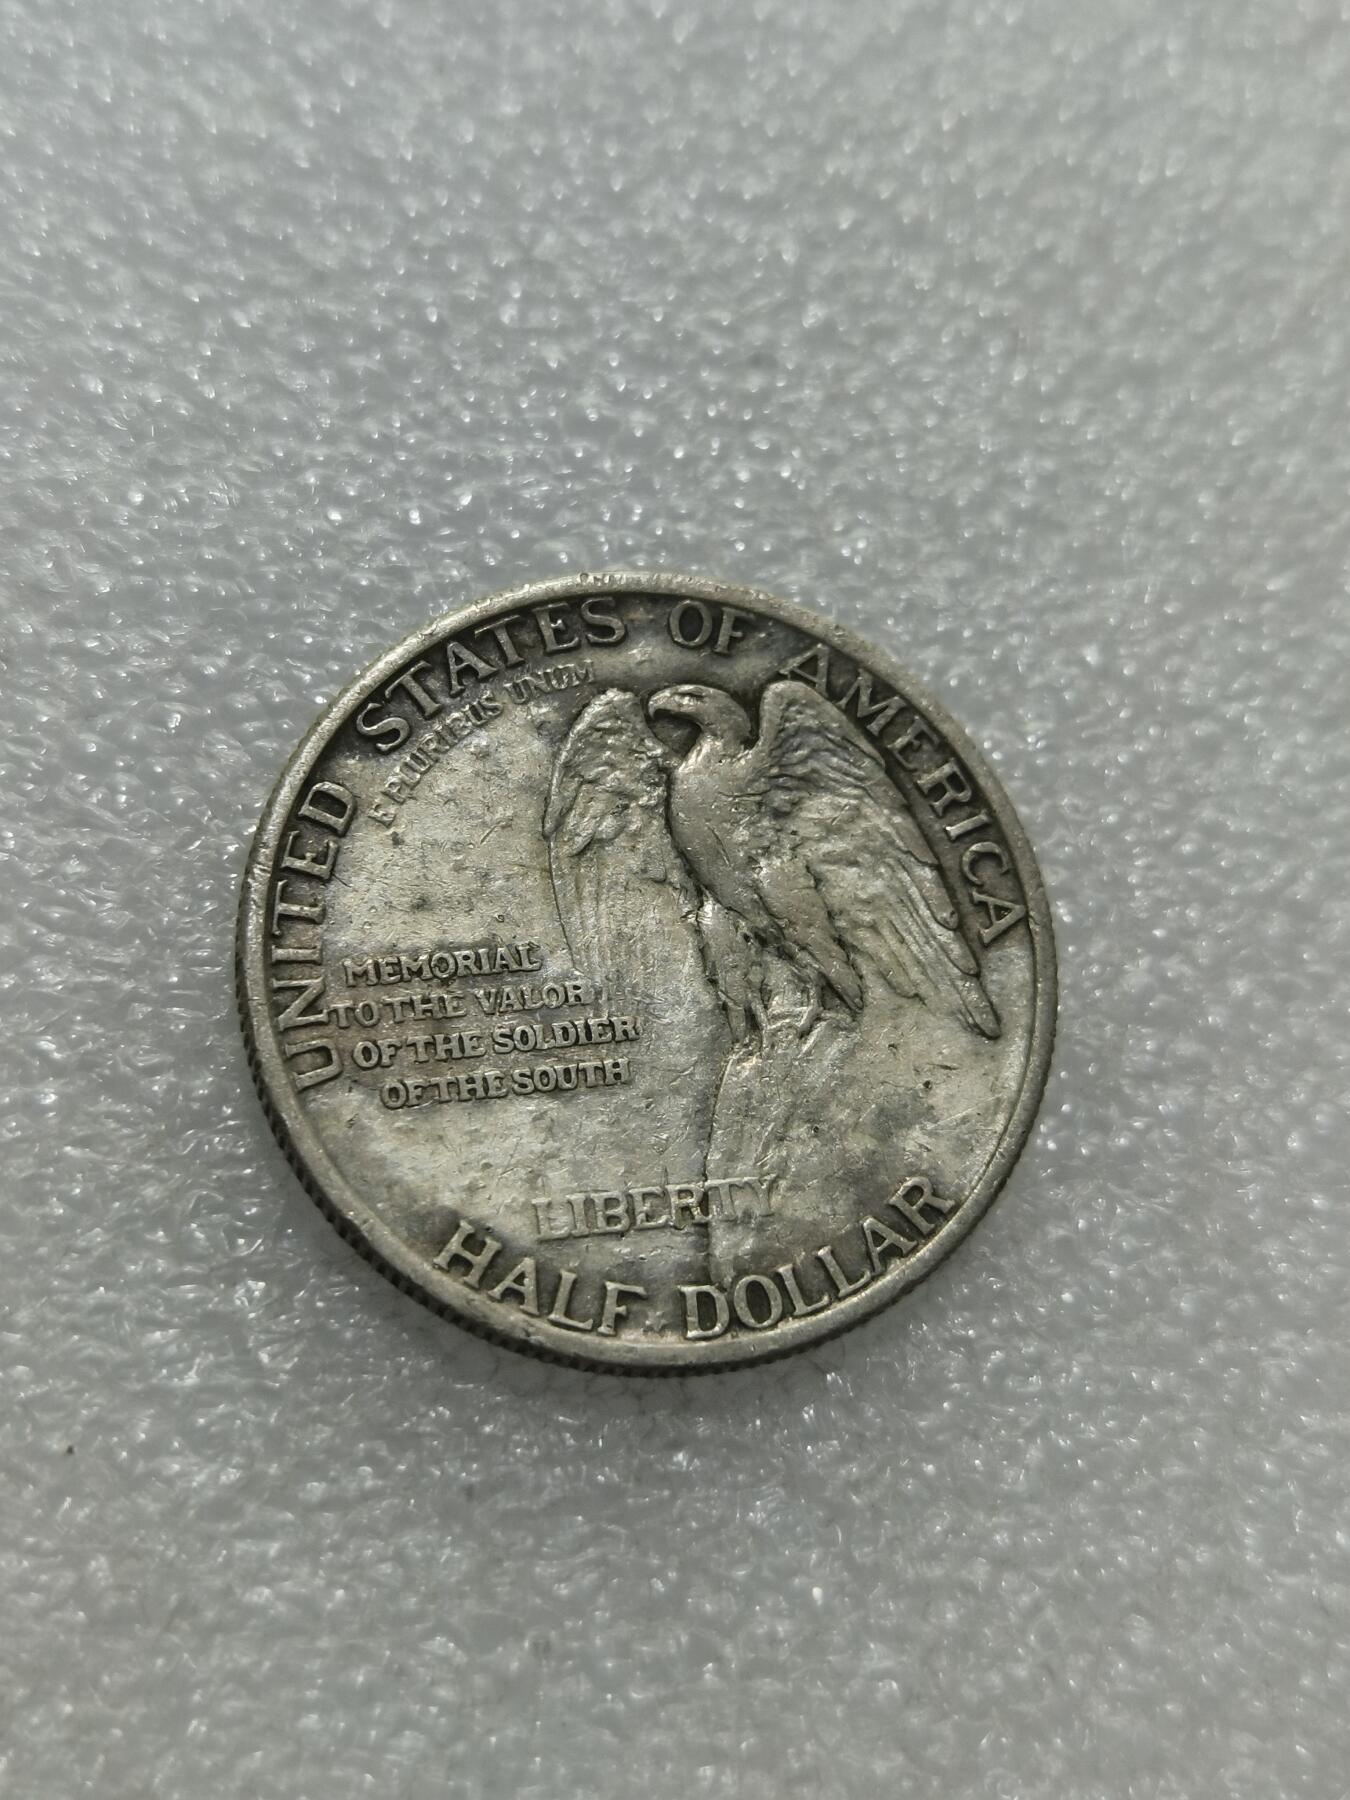 UNITED STATES OF AMERICA
E PLURIBUS UNUM
MEMORIAL
TO THE VALOR
OF THE SOLDIER
OF THE SOUTH
LIBERTY
HALF DOLLAR